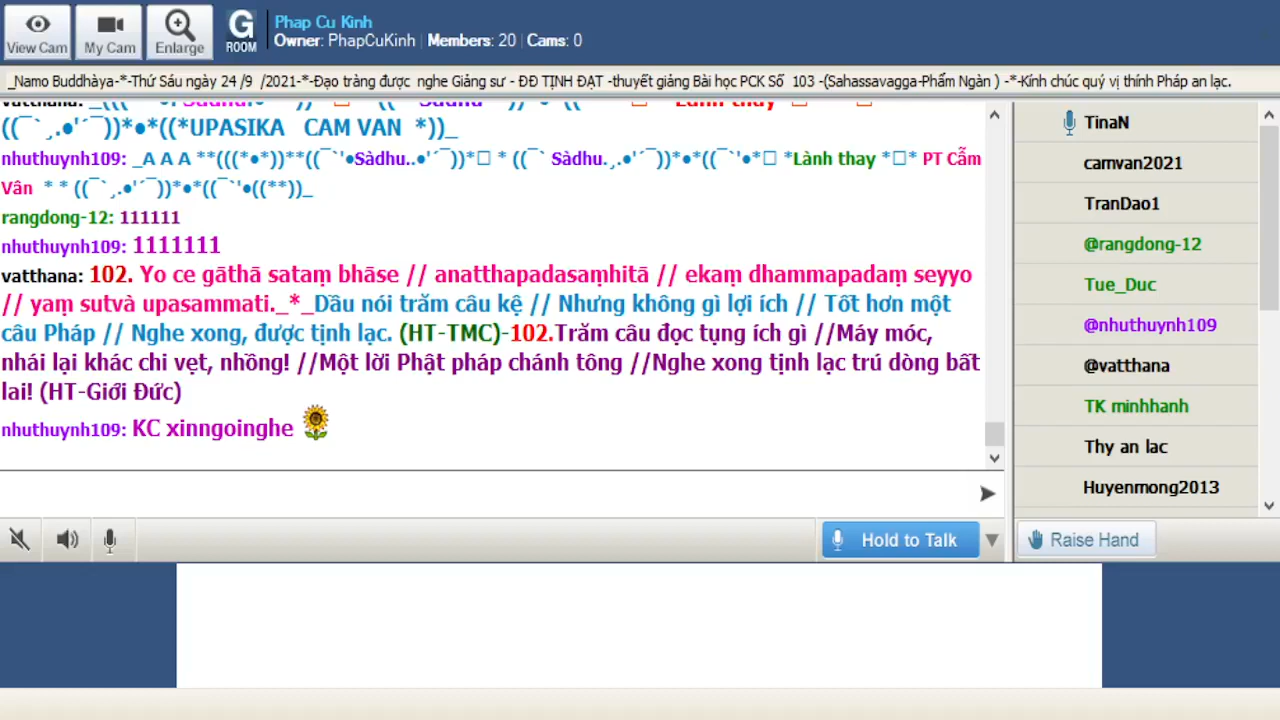 View Cam
My Cam
Enlarge
G
ROOM
Phap Cu Kinh
Owner: PhapCuKinh | Members: 20 | Cams: 0
_Namo Buddhàya-*-Thứ Sáu ngày 24 /9 /2021-*-Đạo tràng được nghe Giảng sư - ĐĐ TỊNH ĐẠT -thuyết giảng Bài học PCK Số 103 -(Sahassavagga-Phẩm Ngàn ) -*-Kính chúc quý vị thính Pháp an lạc.
((¯`¸.●'´¯))*●*((*UPASIKA CAM VAN *))_
nhuthuynh109: _A A A **(((*●*))**((¯`'●Sàdhu..●'´¯))*□ * ((¯` Sàdhu.¸.●'´¯))*●*((¯`'●*□ *Lành thay *□* PT Cẩm
Vân * * ((¯`¸.●'´¯))*●*((¯`'●((**))_
rangdong-12: 111111
nhuthuynh109: 1111111
vatthana: 102. Yo ce gāthā sataṃ bhāse // anatthapadasaṃhitā // ekaṃ dhammapadaṃ seyyo
// yaṃ sutvà upasammati._*_Dầu nói trăm câu kệ // Nhưng không gì lợi ích // Tốt hơn một
câu Pháp // Nghe xong, được tịnh lạc. (HT-TMC)-102.Trăm câu đọc tụng ích gì //Máy móc,
nhái lại khác chi vẹt, nhồng! //Một lời Phật pháp chánh tông //Nghe xong tịnh lạc trú dòng bất
lai! (HT-Giới Đức)
nhuthuynh109: KC xinngoinghe
Hold to Talk
TinaN
camvan2021
TranDao1
@rangdong-12
Tue_Duc
@nhuthuynh109
@vatthana
TK minhhanh
Thy an lac
Huyenmong2013
Raise Hand